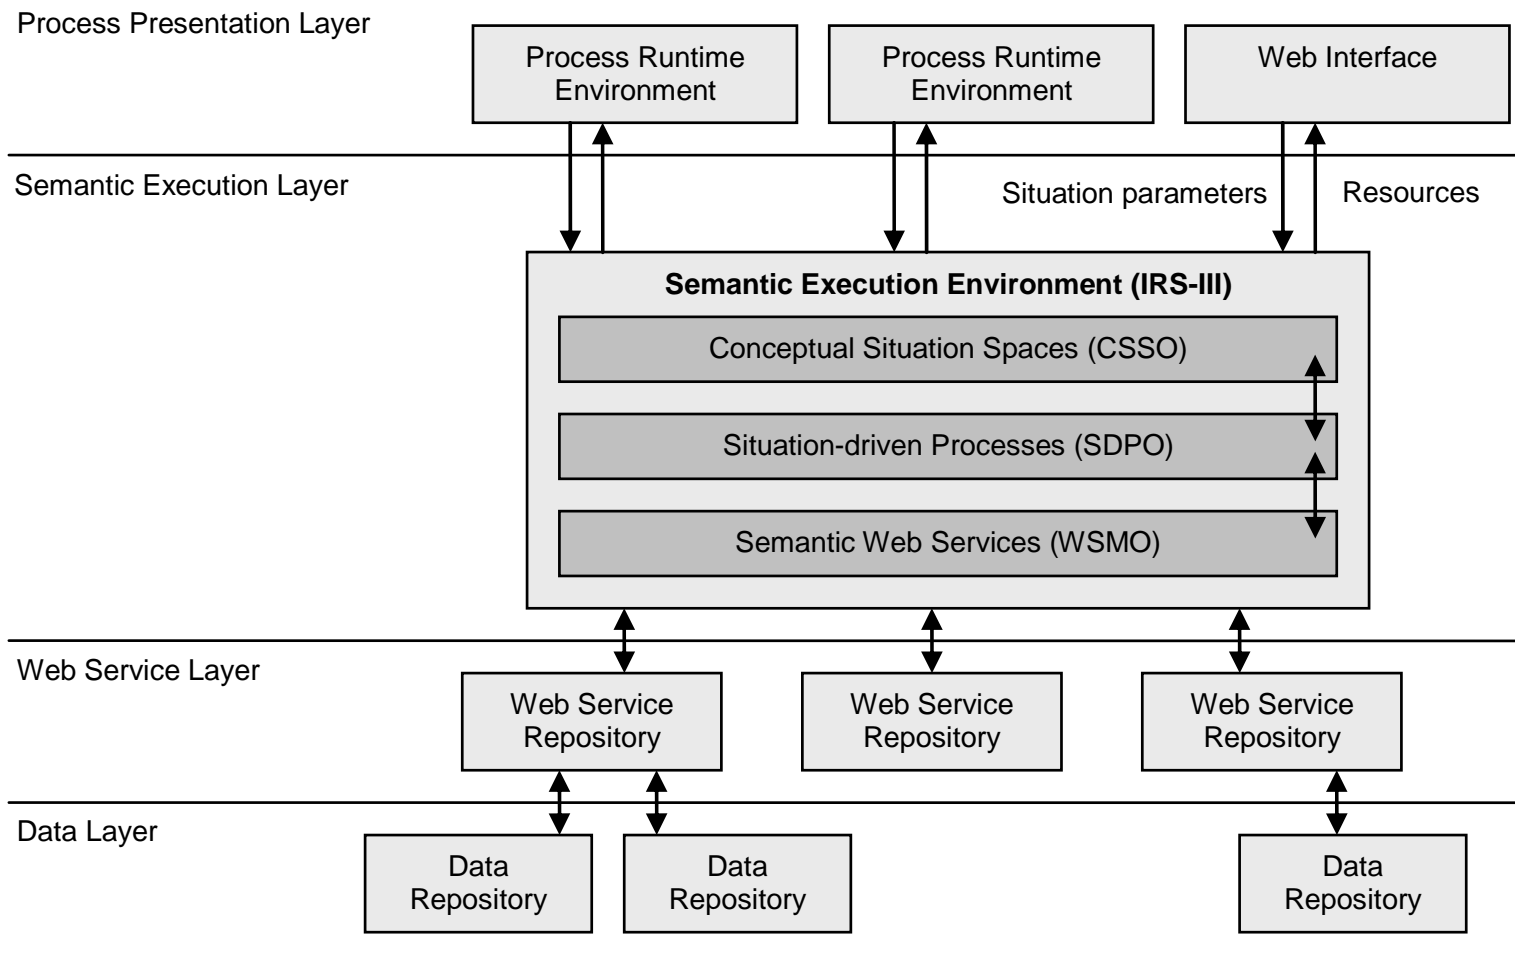 Process Presentation Layer
Process Runtime
Environment
Process Runtime
Environment
Web Interface
Semantic Execution Layer
Situation parameters
Resources
Semantic Execution Environment (IRS-III)
Conceptual Situation Spaces (CSSO)
Situation-driven Processes (SDPO)
Semantic Web Services (WSMO)
Web Service Layer
Web Service
Repository
Web Service
Repository
Web Service
Repository
Data Layer
Data
Repository
Data
Repository
Data
Repository